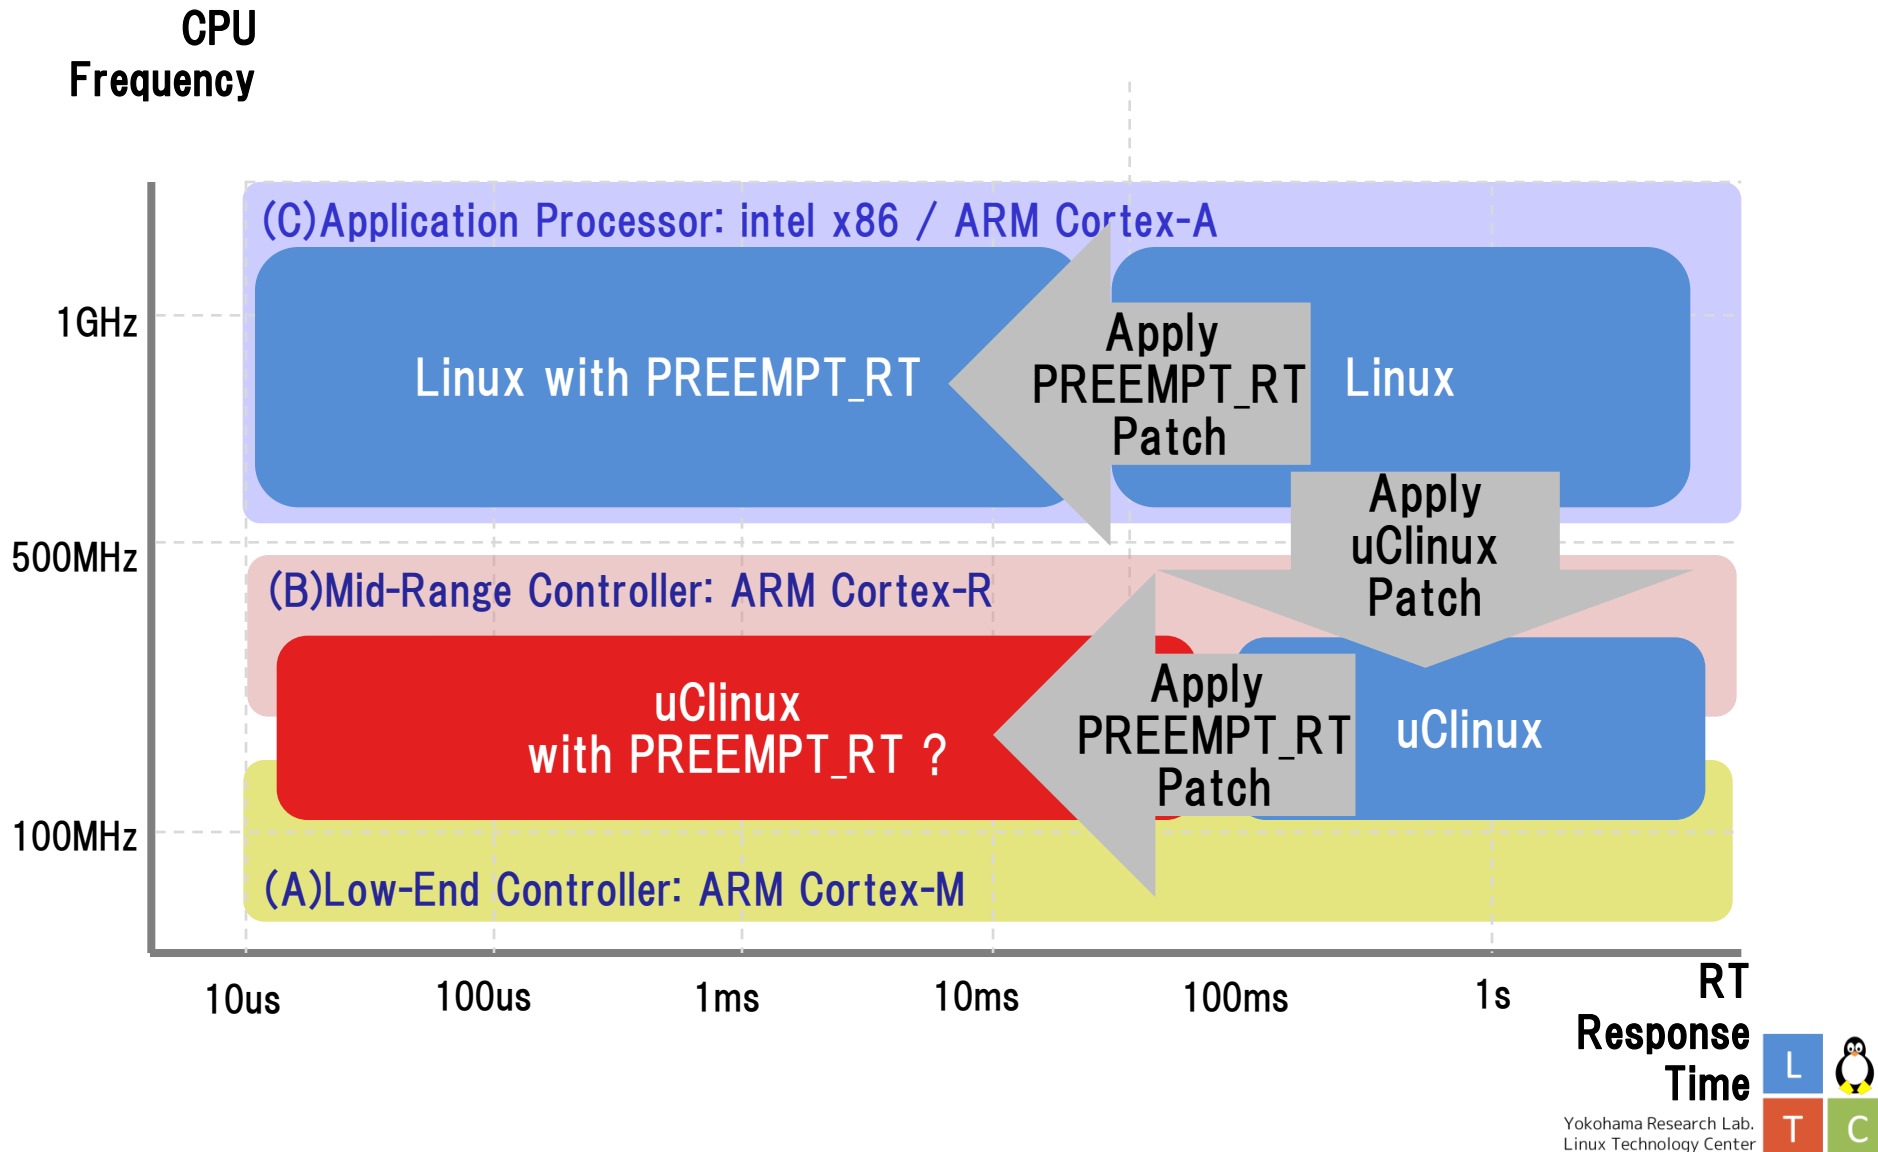 CPU
Frequency
(C)Application Processor: intel x86 / ARM Cortex-A
1GHz
Linux with PREEMPT_RT
Apply
PREEMPT_RT
Patch
Linux
Apply
uClinux
Patch
500MHz
(B)Mid-Range Controller: ARM Cortex-R
uClinux
with PREEMPT_RT ?
Apply
PREEMPT_RT
Patch
uClinux
100MHz
(A)Low-End Controller: ARM Cortex-M
10us
100us
1ms
10ms
100ms
1s
RT
Response
Time
Yokohama Research Lab.
Linux Technology Center
L
T C